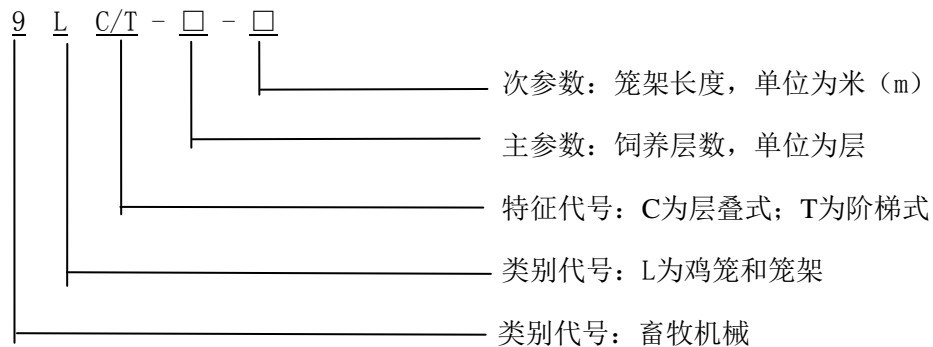 9 L C/T - □ - □
次参数：笼架长度，单位为米（m）
主参数：饲养层数，单位为层
特征代号：C为层叠式；T为阶梯式
类别代号：L为鸡笼和笼架
类别代号：畜牧机械